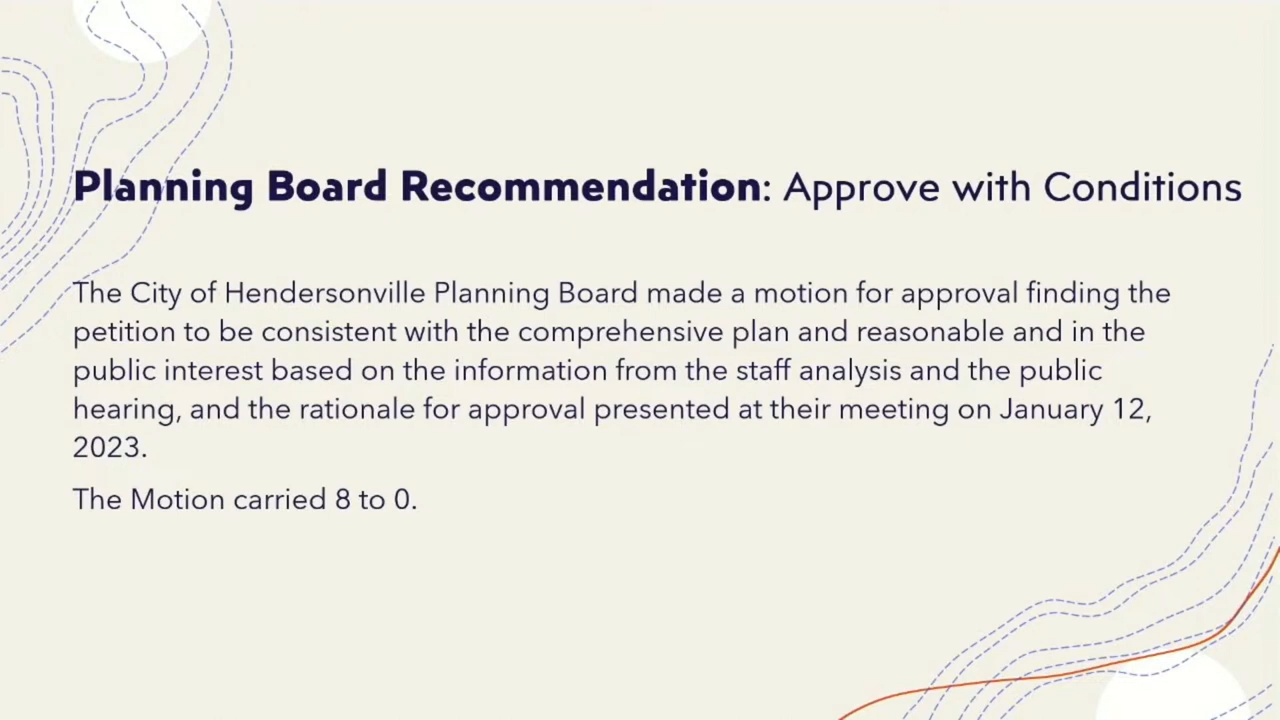 Planning Board Recommendation: Approve with Conditions
The City of Hendersonville Planning Board made a motion for approval finding the
petition to be consistent with the comprehensive plan and reasonable and in the
public interest based on the information from the staff analysis and the public
hearing, and the rationale for approval presented at their meeting on January 12,
2023.
The Motion carried 8 to 0.